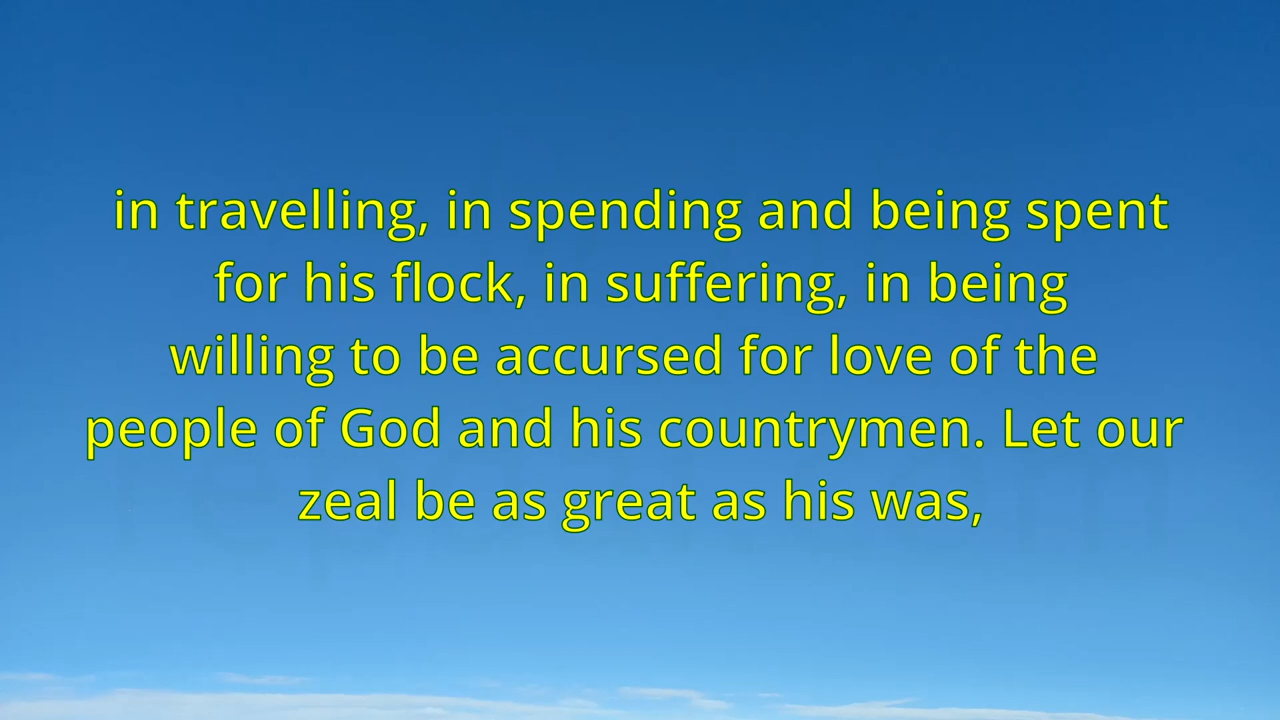 in travelling, in spending and being spent
for his flock, in suffering, in being
willing to be accursed for love of the
people of God and his countrymen. Let our
zeal be as great as his was,